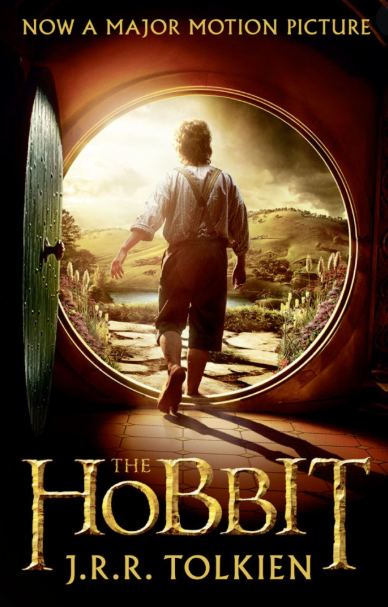 NOW A MAJOR MOTION PICTURE
THE
HOBBIT
J.R.R. TOLKIEN